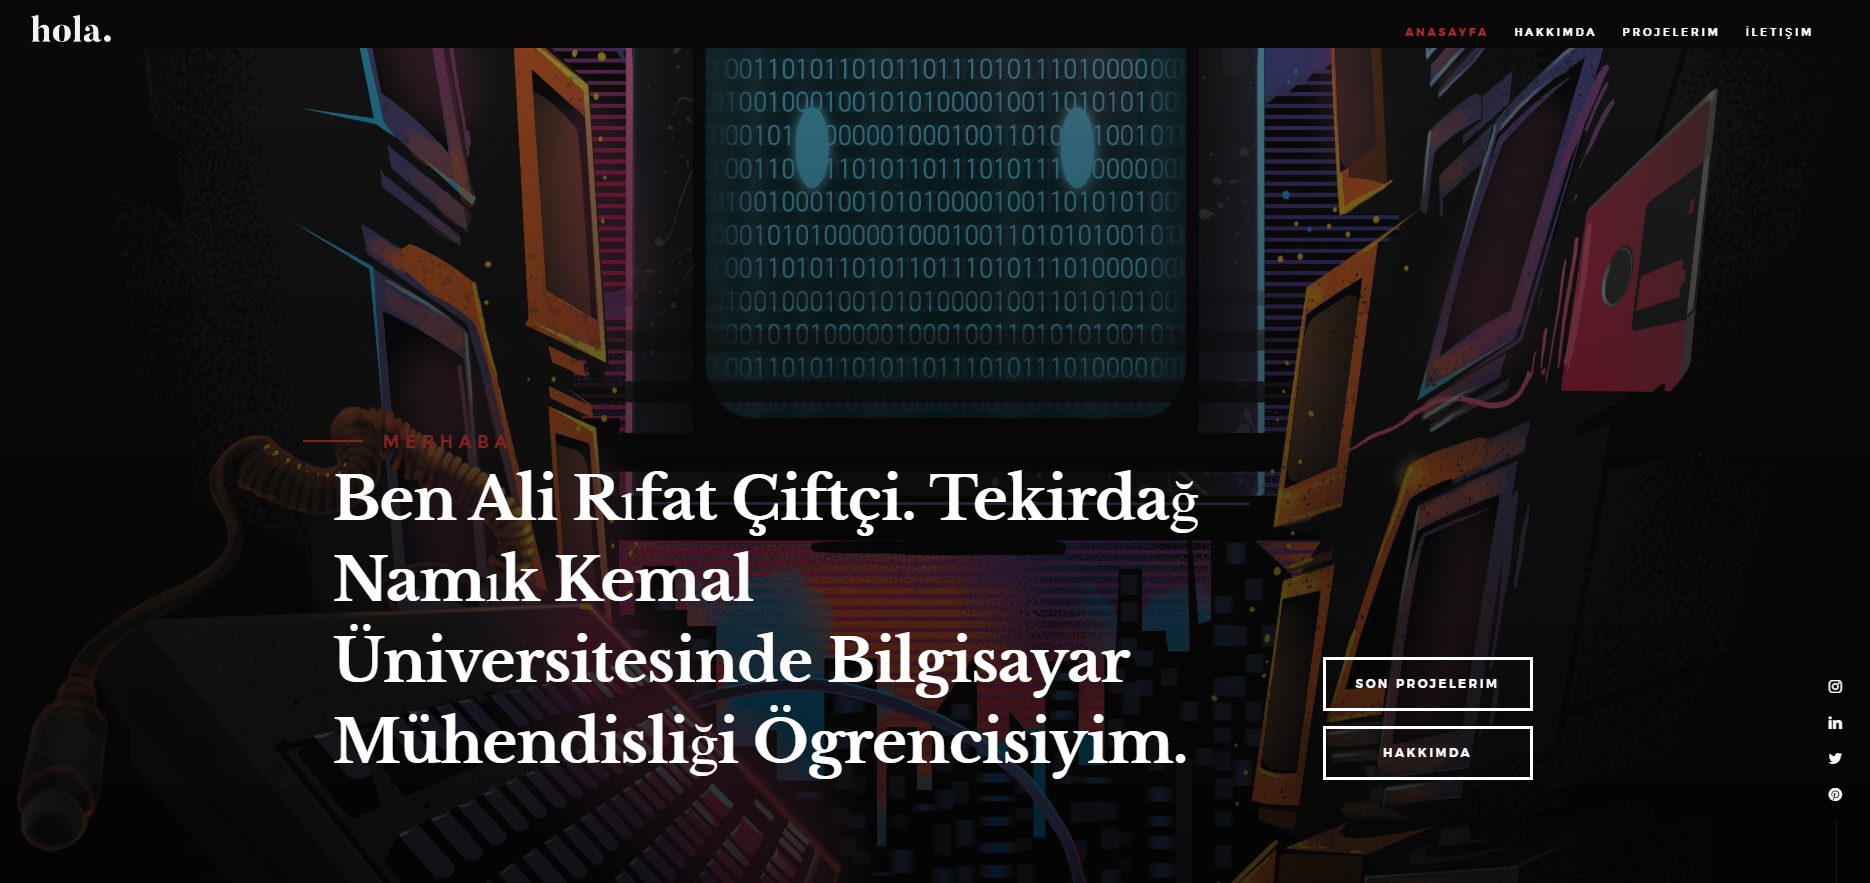 hola.
ANASAYFA HAKKIMDA PROJELERIM İLETIŞIM
MERHABA
Ben Ali Rıfat Çiftçi. Tekirdağ
Namık Kemal
Üniversitesinde Bilgisayar
Mühendisliği Ögrencisiyim.
SON PROJELERIM
HAKKIMDA